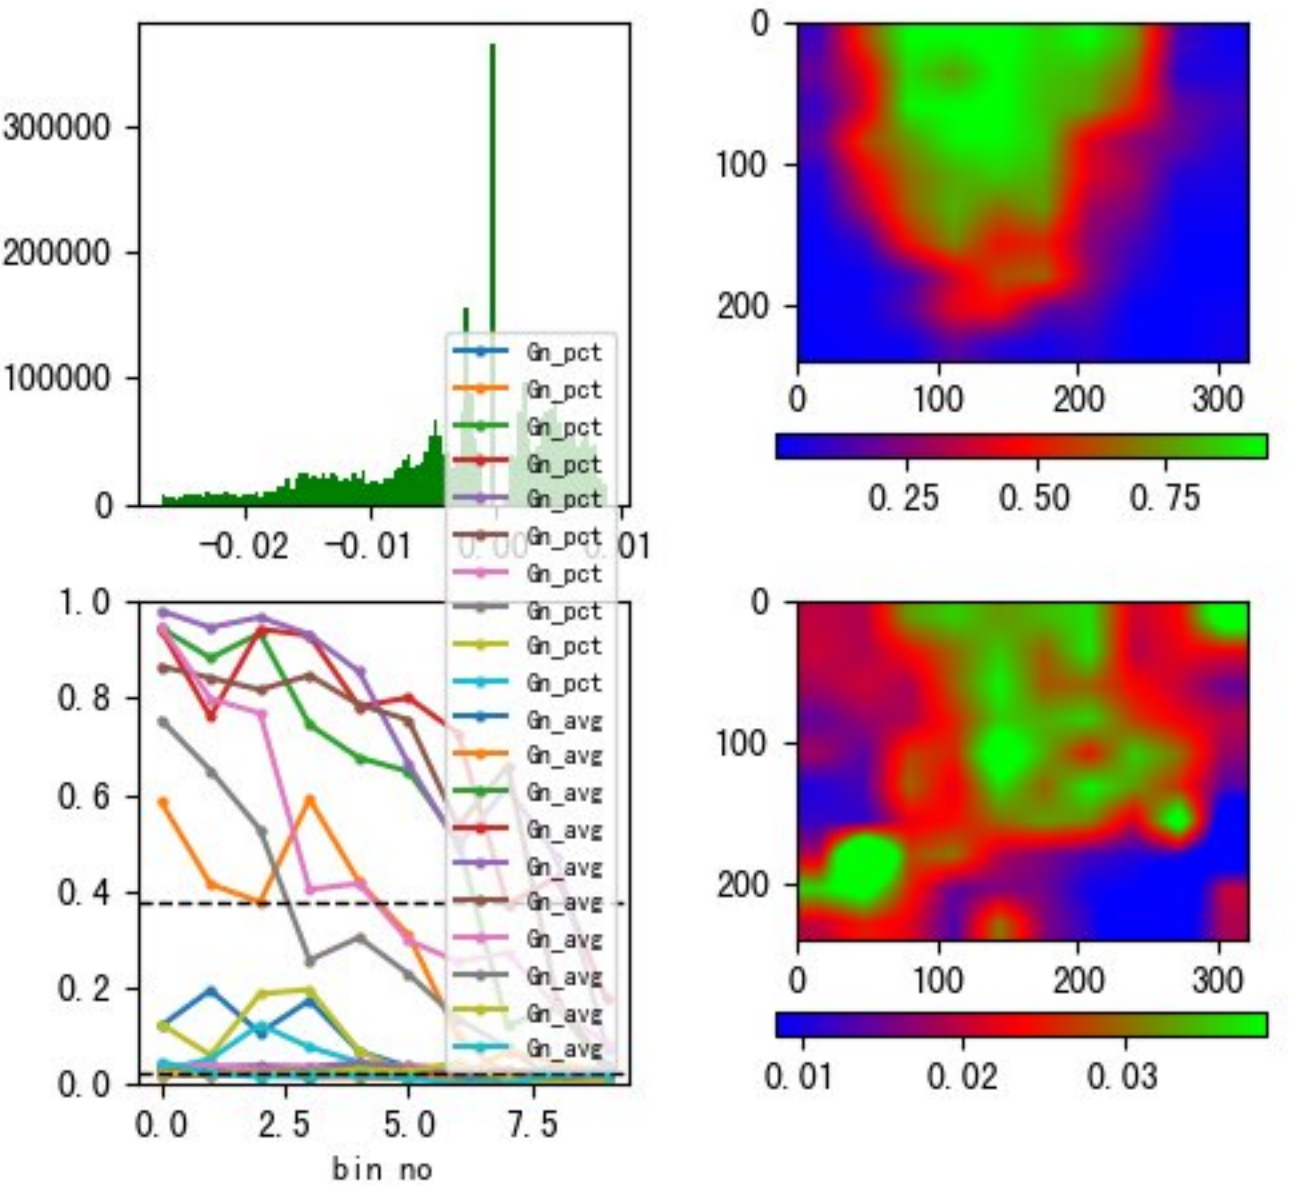 300000
200000
100000
0
-0.02 -0.01 0.00 0.01
Gn_pct
Gn_pct
Gn_pct
Gn_pct
Gn_pct
Gn_pct
Gn_pct
Gn_pct
Gn_pct
Gn_pct
Gn_avg
Gn_avg
Gn_avg
Gn_avg
Gn_avg
Gn_avg
Gn_avg
Gn_avg
Gn_avg
Gn_avg
0
100
200
0 100 200 300
0.25 0.50 0.75
1.0
0.8
0.6
0.4
0.2
0.0
0.0 2.5 5.0 7.5
bin no
0
100
200
0 100 200 300
0.01 0.02 0.03